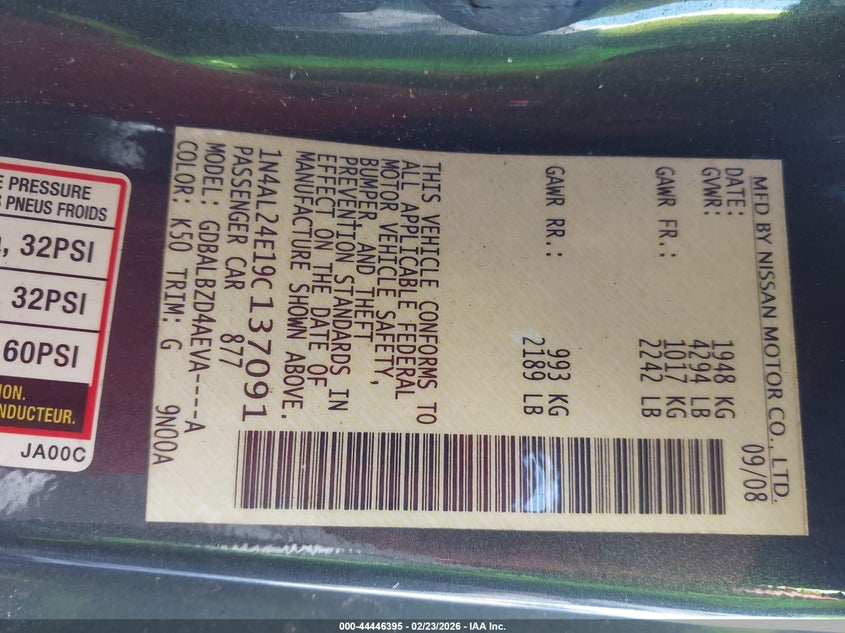 MFD BY NISSAN MOTOR CO., LTD.
DATE: 09/08
GVWR: 1948 KG
4294 LB
GAWR FR.: 1017 KG
2242 LB
GAWR RR.: 993 KG
2189 LB
THIS VEHICLE CONFORMS TO
ALL APPLICABLE FEDERAL
MOTOR VEHICLE SAFETY,
BUMPER, AND THEFT
PREVENTION STANDARDS IN
EFFECT ON THE DATE OF
MANUFACTURE SHOWN ABOVE.
1N4AL24E19C137091
PASSENGER CAR 877
MODEL: GDBALBZD4AEVA----A
COLOR: K50 TRIM: G 9N00A
E PRESSURE
PNEUS FROIDS
, 32PSI
32PSI
60PSI
ION.
NDUCTEUR.
JA00C
000-44446395 - 02/23/2026 - IAA Inc.